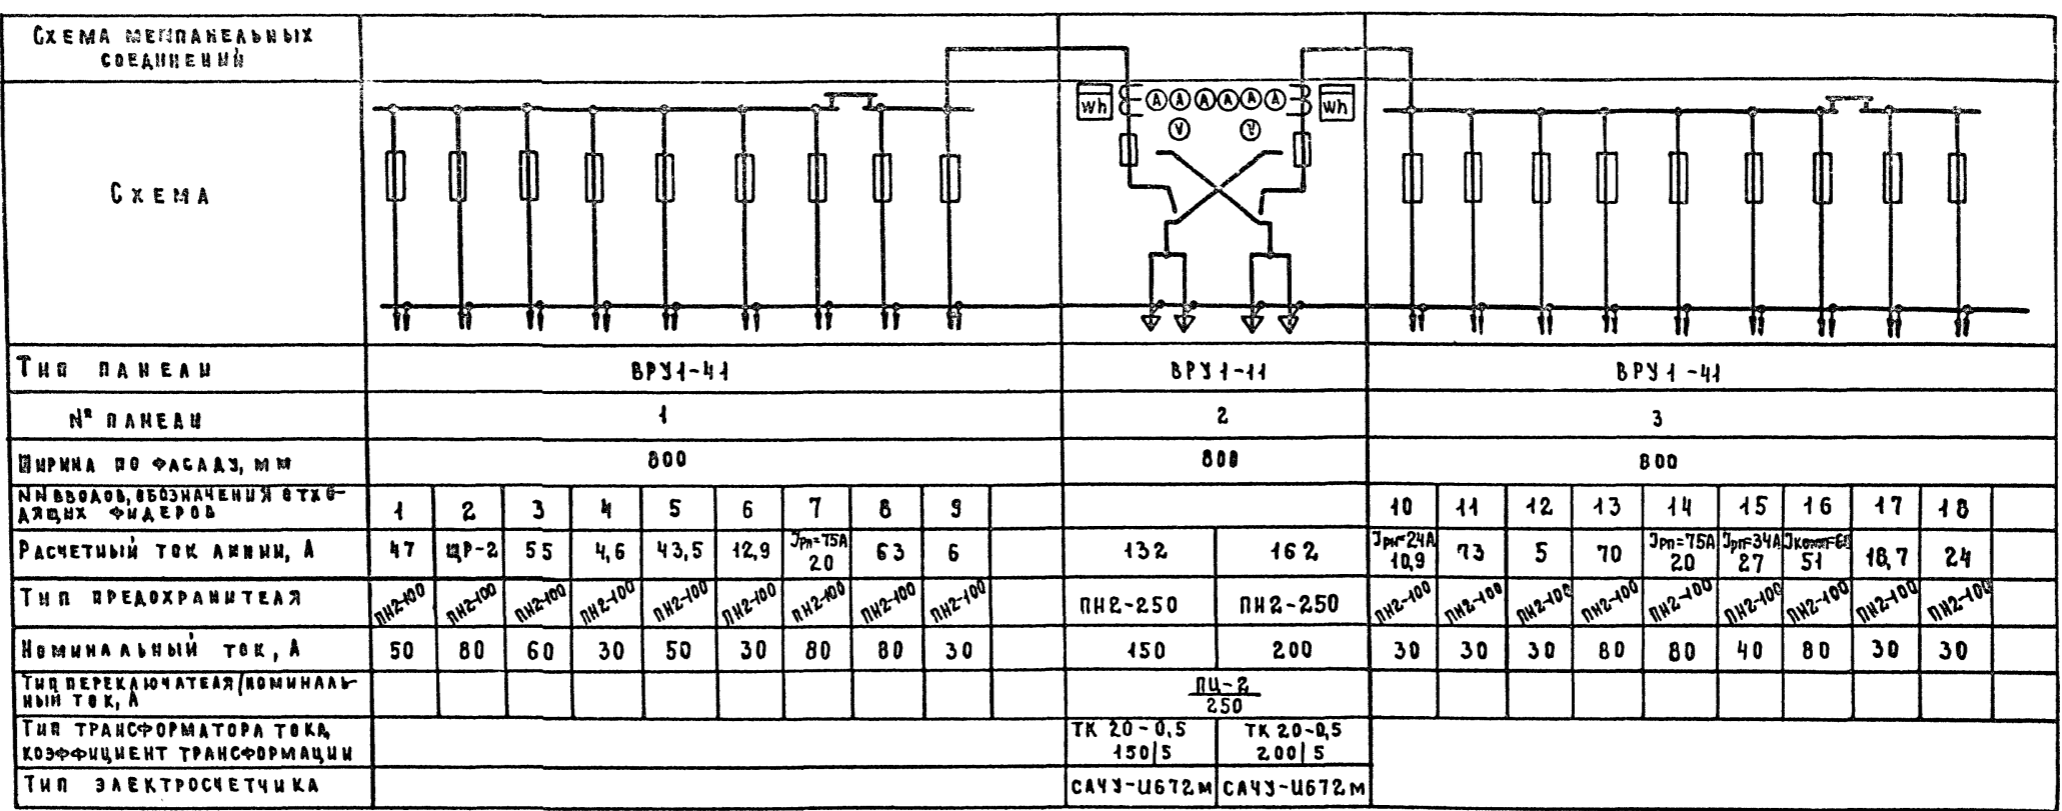 Схема межпанельных
соединений
wh A A A A A A wh
V V
Схема
Тип панели ВРУ1-41 ВРУ1-11 ВРУ1-41
№ панели 1 2 3
Ширина по фасаду, мм 800 800 800
NN вводов, обозначения отхо-
дящих фидеров 1 2 3 4 5 6 7 8 9 10 11 12 13 14 15 16 17 18
Расчетный ток линии, А 47 ЩР-2 55 4,6 43,5 12,9 Jрп=75А 20 63 6 132 162 10,9 73 5 70 Jрп=75А 20 Jрп=34А 27 51 18,7 24
Тип предохранителя ПН2-100 ПН2-100 ПН2-100 ПН2-100 ПН2-100 ПН2-100 ПН2-100 ПН2-100 ПН2-100 ПН2-250 ПН2-250 ПН2-100 ПН2-100 ПН2-100 ПН2-100 ПН2-100 ПН2-100 ПН2-100 ПН2-100 ПН2-100
Номинальный ток, А 50 80 60 30 50 30 80 80 30 150 200 30 30 30 80 80 40 80 30 30
Тип переключателя/номиналь-
ный ток, А ПЦ-2
250
Тип трансформатора тока, ТК 20-0,5 ТК 20-0,5
коэффициент трансформации 150/5 200/5
Тип электросчетчика САЧУ-И672м САЧУ-И672м